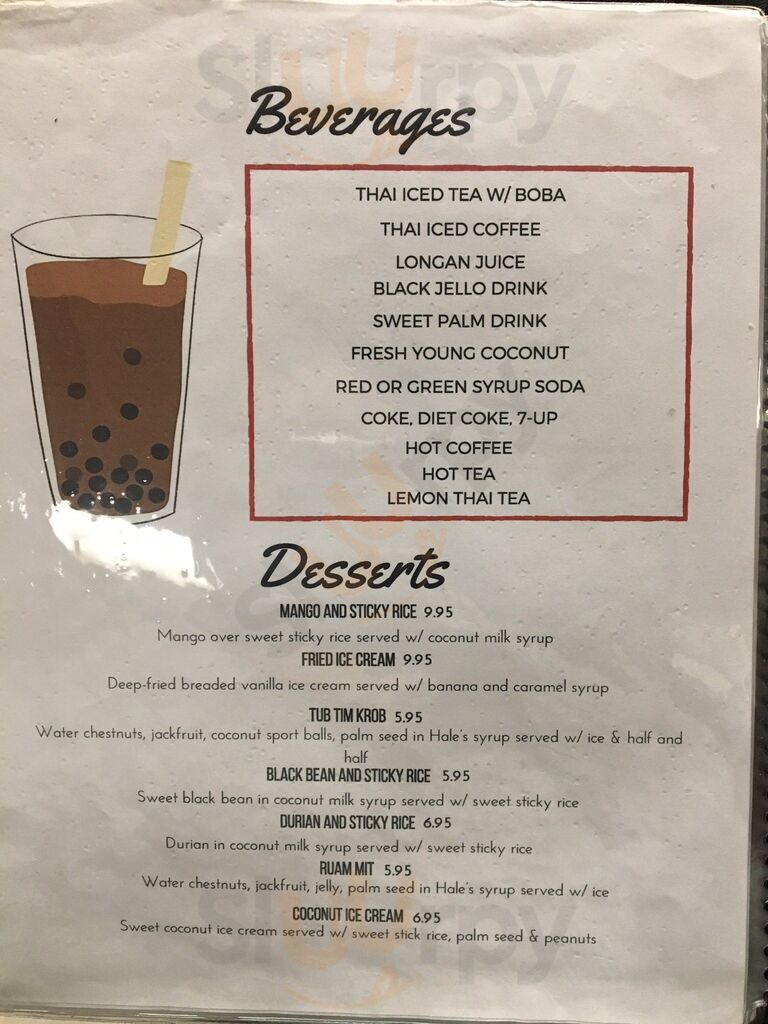 Sluurpy
Beverages
THAI ICED TEA W/ BOBA
THAI ICED COFFEE
LONGAN JUICE
BLACK JELLO DRINK
SWEET PALM DRINK
FRESH YOUNG COCONUT
RED OR GREEN SYRUP SODA
COKE, DIET COKE, 7-UP
HOT COFFEE
HOT TEA
LEMON THAI TEA
Sluurpy
Desserts
MANGO AND STICKY RICE 9.95
Mango over sweet sticky rice served w/ coconut milk syrup
FRIED ICE CREAM 9.95
Deep-fried breaded vanilla ice cream served w/ banana and caramel syrup
TUB TIM KROB 5.95
Water chestnuts, jackfruit, coconut sport balls, palm seed in Hale's syrup served w/ ice & half and
half
BLACK BEAN AND STICKY RICE 5.95
Sweet black bean in coconut milk syrup served w/ sweet sticky rice
DURIAN AND STICKY RICE 6.95
Durian in coconut milk syrup served w/ sweet sticky rice
RUAM MIT 5.95
Water chestnuts, jackfruit, jelly, palm seed in Hale's syrup served w/ ice
COCONUT ICE CREAM 6.95
Sweet coconut ice cream served w/ sweet stick rice, palm seed & peanuts
Sluurpy